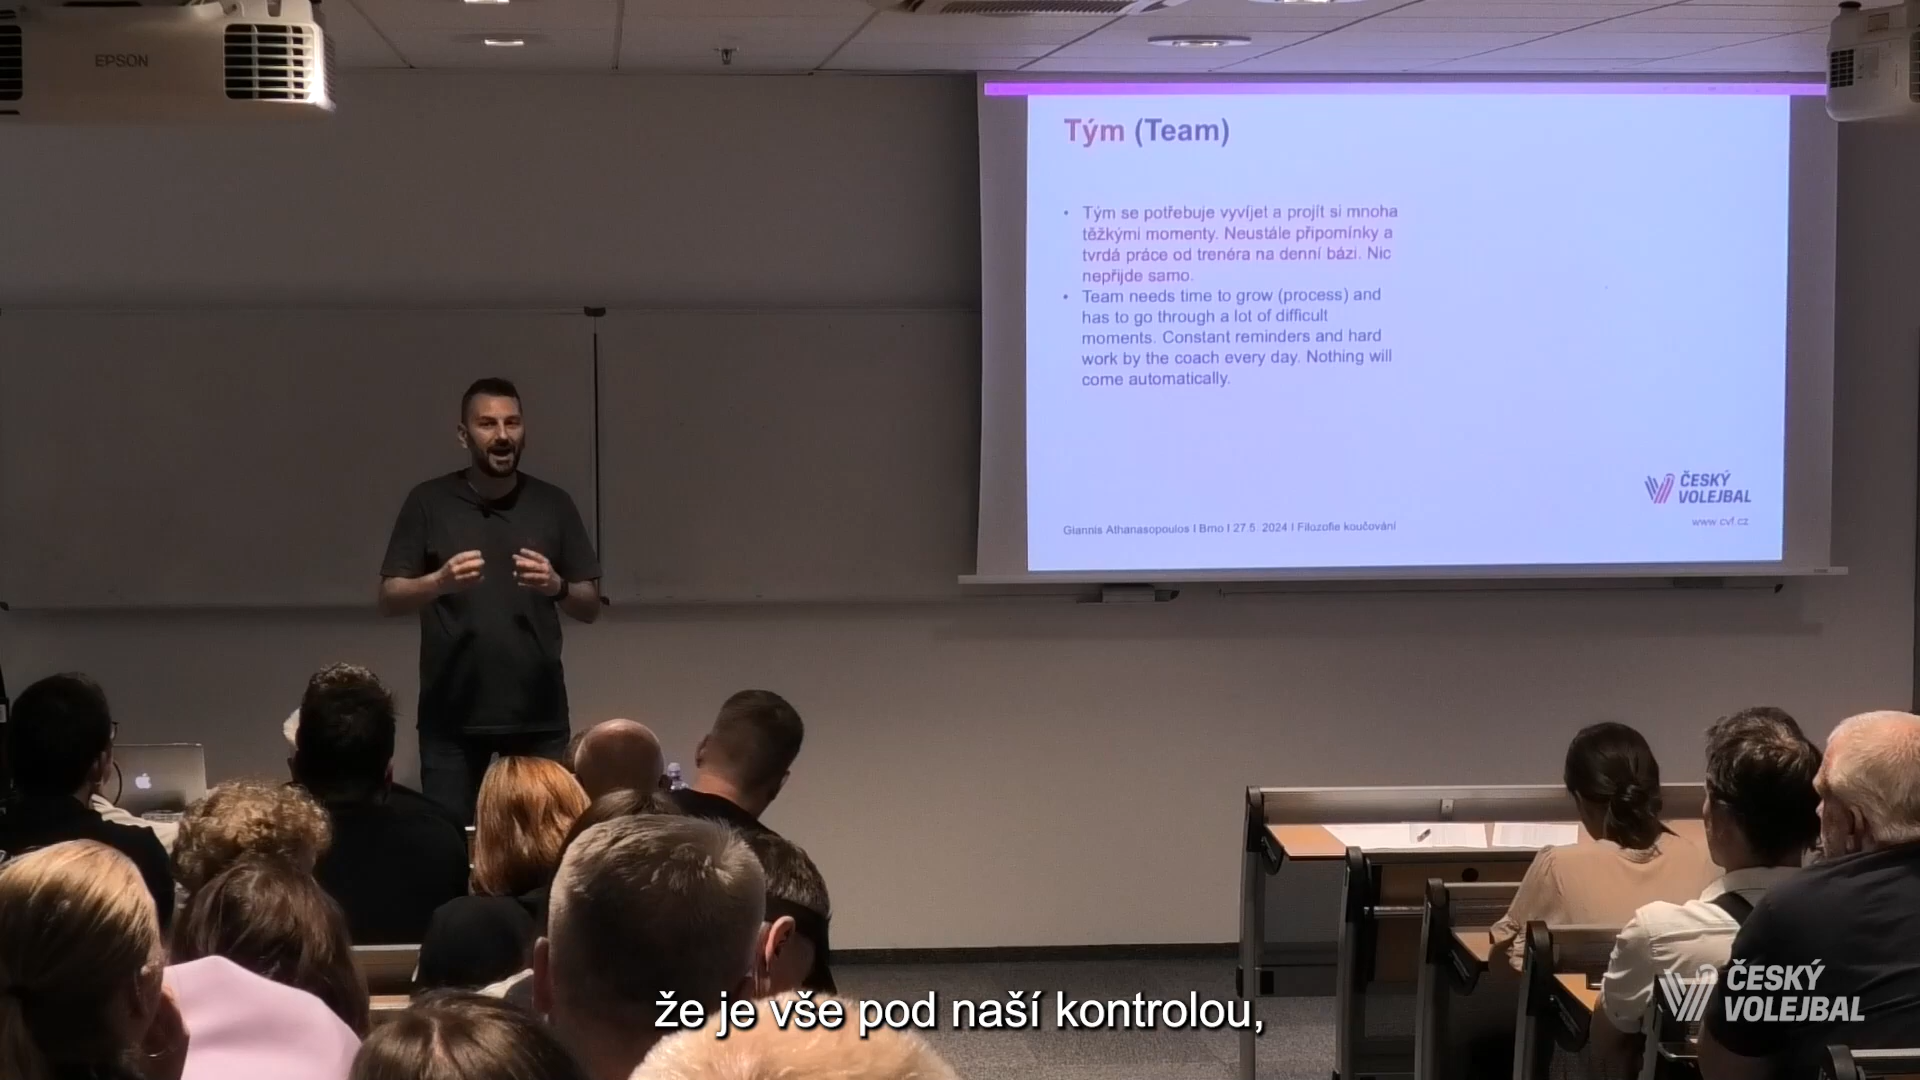 EPSON
Tým (Team)
• Tým se potřebuje vyvíjet a projít si mnoha
těžkými momenty. Neustále připomínky a
tvrdá práce od trenéra na denní bázi. Nic
nepřijde samo.
• Team needs time to grow (process) and
has to go through a lot of difficult
moments. Constant reminders and hard
work by the coach every day. Nothing will
come automatically.
ČESKÝ
VOLEJBAL
www.cvf.cz
Giannis Athanasopoulos I Brno I 27.5. 2024 I Filozofie koučování
že je vše pod naší kontrolou,
ČESKÝ
VOLEJBAL